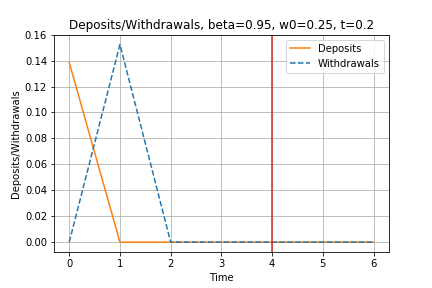 Deposits/Withdrawals, beta=0.95, w0=0.25, t=0.2
Deposits
Withdrawals
Deposits/Withdrawals
0.16
0.14
0.12
0.10
0.08
0.06
0.04
0.02
0.00
0 1 2 3 4 5 6
Time